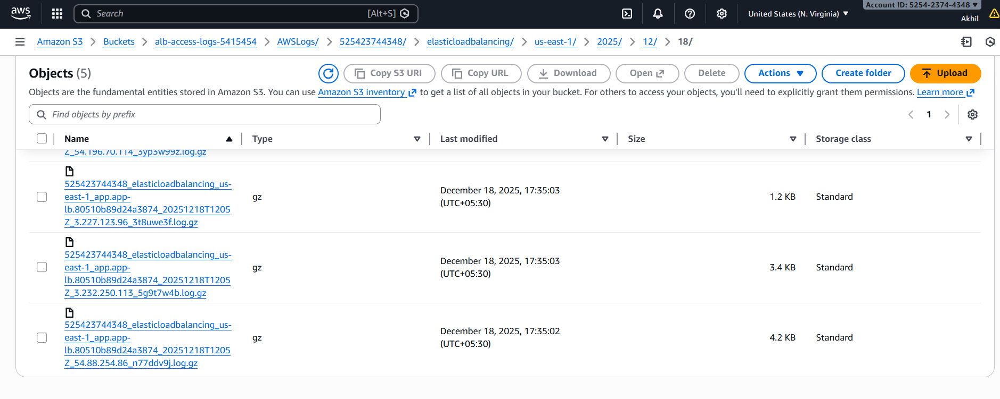 aws
Search [Alt+S]
United States (N. Virginia)
Account ID: 5254-2374-4348
Akhil
Amazon S3 Buckets alb-access-logs-5415454 AWSLogs/ 525423744348/ elasticloadbalancing/ us-east-1/ 2025/ 12/ 18/
Objects (5)
Copy S3 URI
Copy URL
Download
Open
Delete
Actions
Create folder
Upload
Objects are the fundamental entities stored in Amazon S3. You can use Amazon S3 inventory to get a list of all objects in your bucket. For others to access your objects, you'll need to explicitly grant them permissions. Learn more
Find objects by prefix
1
Name Type Last modified Size Storage class
Z_54.196.70.114_3yp3w99z.log.gz
525423744348_elasticloadbalancing_us-
east-1_app.app-
lb.80510b89d24a3874_20251218T1205
Z_3.227.123.96_3t8uwe3f.log.gz
gz
December 18, 2025, 17:35:03
(UTC+05:30)
1.2 KB
Standard
525423744348_elasticloadbalancing_us-
east-1_app.app-
lb.80510b89d24a3874_20251218T1205
Z_3.232.250.113_5g9t7w4b.log.gz
gz
December 18, 2025, 17:35:03
(UTC+05:30)
3.4 KB
Standard
525423744348_elasticloadbalancing_us-
east-1_app.app-
lb.80510b89d24a3874_20251218T1205
Z_54.88.254.86_n77ddv9j.log.gz
gz
December 18, 2025, 17:35:02
(UTC+05:30)
4.2 KB
Standard